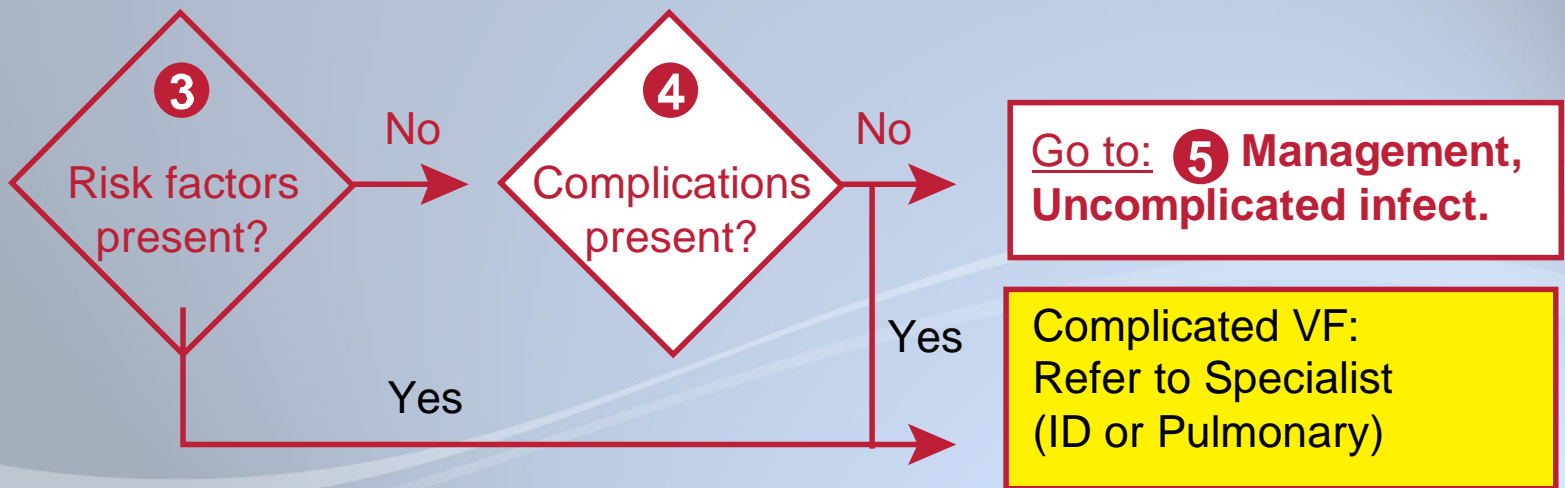 3
Risk factors
present?
No
4
Complications
present?
No
Go to: 5 Management,
Uncomplicated infect.
Yes
Yes
Complicated VF:
Refer to Specialist
(ID or Pulmonary)